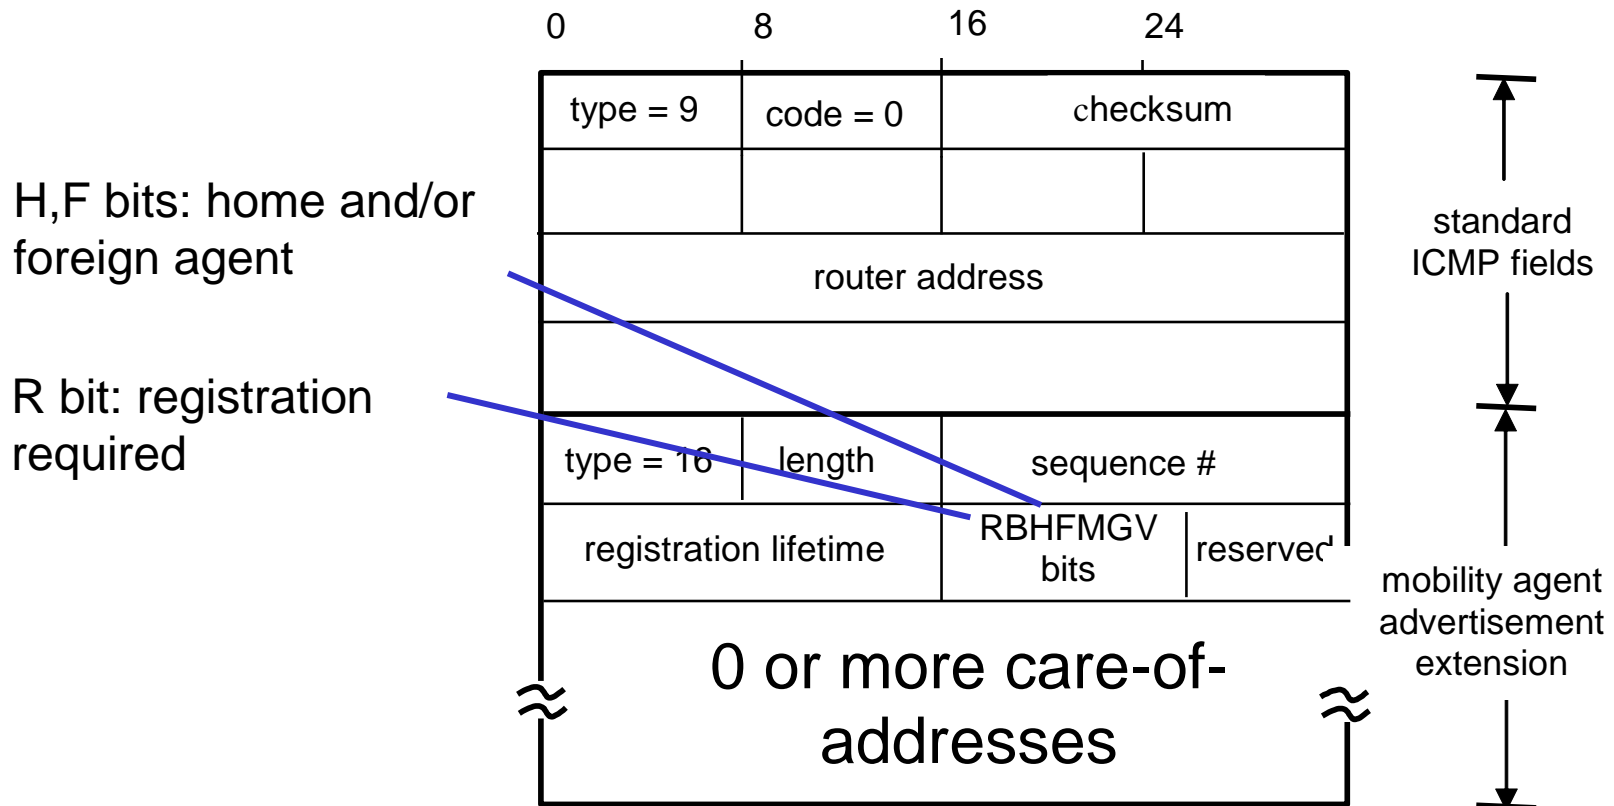 0 8 16 24
type = 9 code = 0 checksum
H,F bits: home and/or
foreign agent
standard
ICMP fields
router address
R bit: registration
required
type = 16 length sequence #
registration lifetime
RBHFMGV
bits
reserved
mobility agent
advertisement
extension
0 or more care-of-
addresses